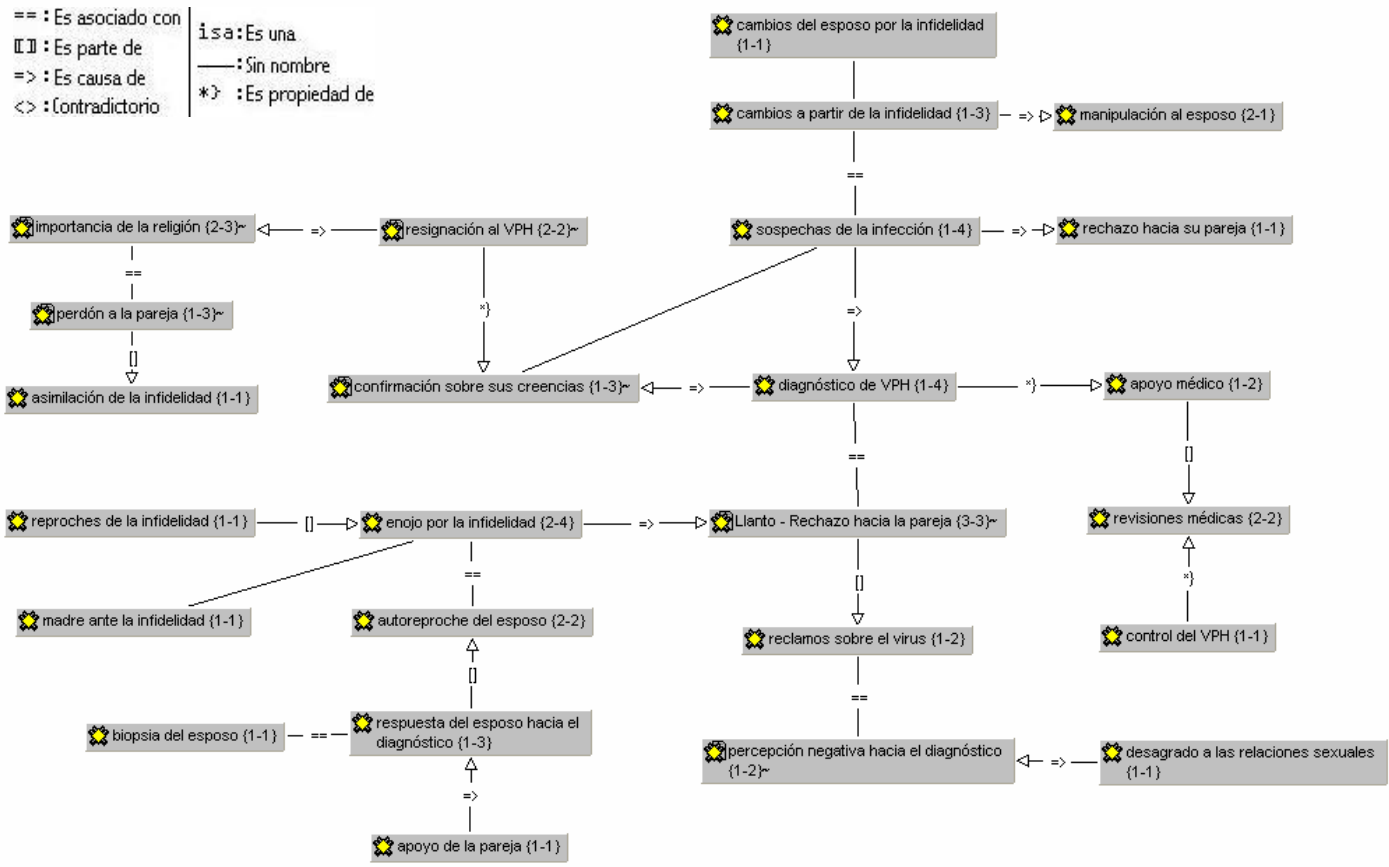 == : Es asociado con
[] : Es parte de
=> : Es causa de
<> : Contradictorio
isa: Es una
——: Sin nombre
*} : Es propiedad de
cambios del esposo por la infidelidad
{1-1}
cambios a partir de la infidelidad {1-3}
=>
manipulación al esposo {2-1}
==
importancia de la religión {2-3}~
=>
resignación al VPH {2-2}~
sospechas de la infección {1-4}
=>
rechazo hacia su pareja {1-1}
==
perdón a la pareja {1-3}~
*}
=>
[]
asimilación de la infidelidad {1-1}
confirmación sobre sus creencias {1-3}~
=>
diagnóstico de VPH {1-4}
*}
apoyo médico {1-2}
==
[]
reproches de la infidelidad {1-1}
[]
enojo por la infidelidad {2-4}
=>
Llanto - Rechazo hacia la pareja {3-3}~
revisiones médicas {2-2}
==
[]
*}
madre ante la infidelidad {1-1}
autoreproche del esposo {2-2}
reclamos sobre el virus {1-2}
control del VPH {1-1}
[]
==
biopsia del esposo {1-1}
==
respuesta del esposo hacia el
diagnóstico {1-3}
percepción negativa hacia el diagnóstico
{1-2}~
=>
desagrado a las relaciones sexuales
{1-1}
=>
apoyo de la pareja {1-1}